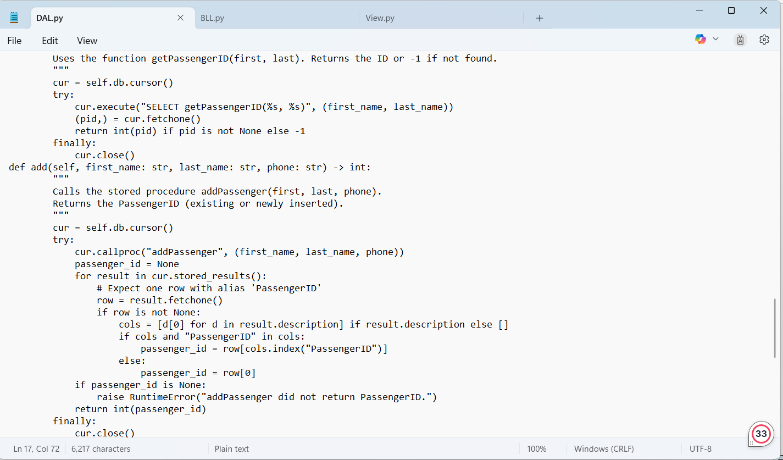 DAL.py
BLL.py
View.py
File Edit View
        Uses the function getPassengerID(first, last). Returns the ID or -1 if not found.
        """
        cur = self.db.cursor()
        try:
            cur.execute("SELECT getPassengerID(%s, %s)", (first_name, last_name))
            (pid,) = cur.fetchone()
            return int(pid) if pid is not None else -1
        finally:
            cur.close()
def add(self, first_name: str, last_name: str, phone: str) -> int:
        """
        Calls the stored procedure addPassenger(first, last, phone).
        Returns the PassengerID (existing or newly inserted).
        """
        cur = self.db.cursor()
        try:
            cur.callproc("addPassenger", (first_name, last_name, phone))
            passenger_id = None
            for result in cur.stored_results():
                # Expect one row with alias 'PassengerID'
                row = result.fetchone()
                if row is not None:
                    cols = [d[0] for d in result.description] if result.description else []
                    if cols and "PassengerID" in cols:
                        passenger_id = row[cols.index("PassengerID")]
                    else:
                        passenger_id = row[0]
            if passenger_id is None:
                raise RuntimeError("addPassenger did not return PassengerID.")
            return int(passenger_id)
        finally:
            cur.close()
33
Ln 17, Col 72 6,217 characters Plain text 100% Windows (CRLF) UTF-8